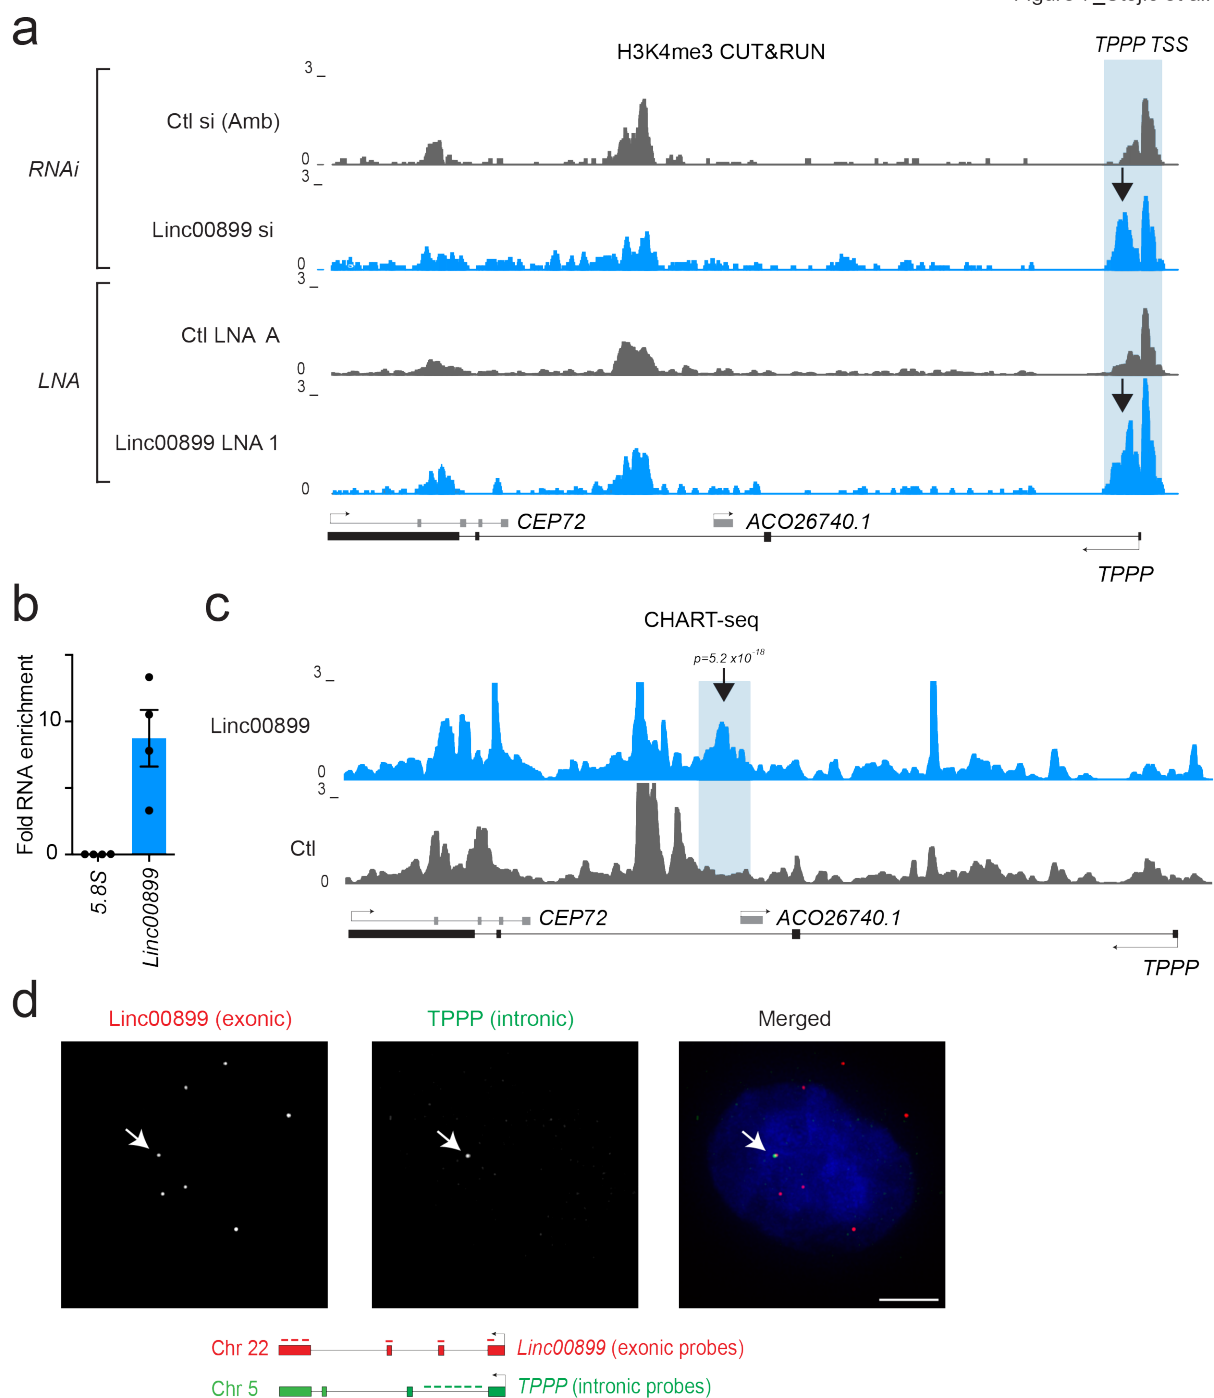 a
H3K4me3 CUT&RUN
TPPP TSS
RNAi
Ctl si (Amb)
3
0
Linc00899 si
3
0
LNA
Ctl LNA A
3
0
Linc00899 LNA 1
3
0
CEP72
ACO26740.1
TPPP
b
Fold RNA enrichment
10
0
5.8S
Linc00899
c
CHART-seq
p=5.2 x10-18
Linc00899
3
0
Ctl
3
0
CEP72
ACO26740.1
TPPP
d
Linc00899 (exonic)
TPPP (intronic)
Merged
Chr 22
Linc00899 (exonic probes)
Chr 5
TPPP (intronic probes)